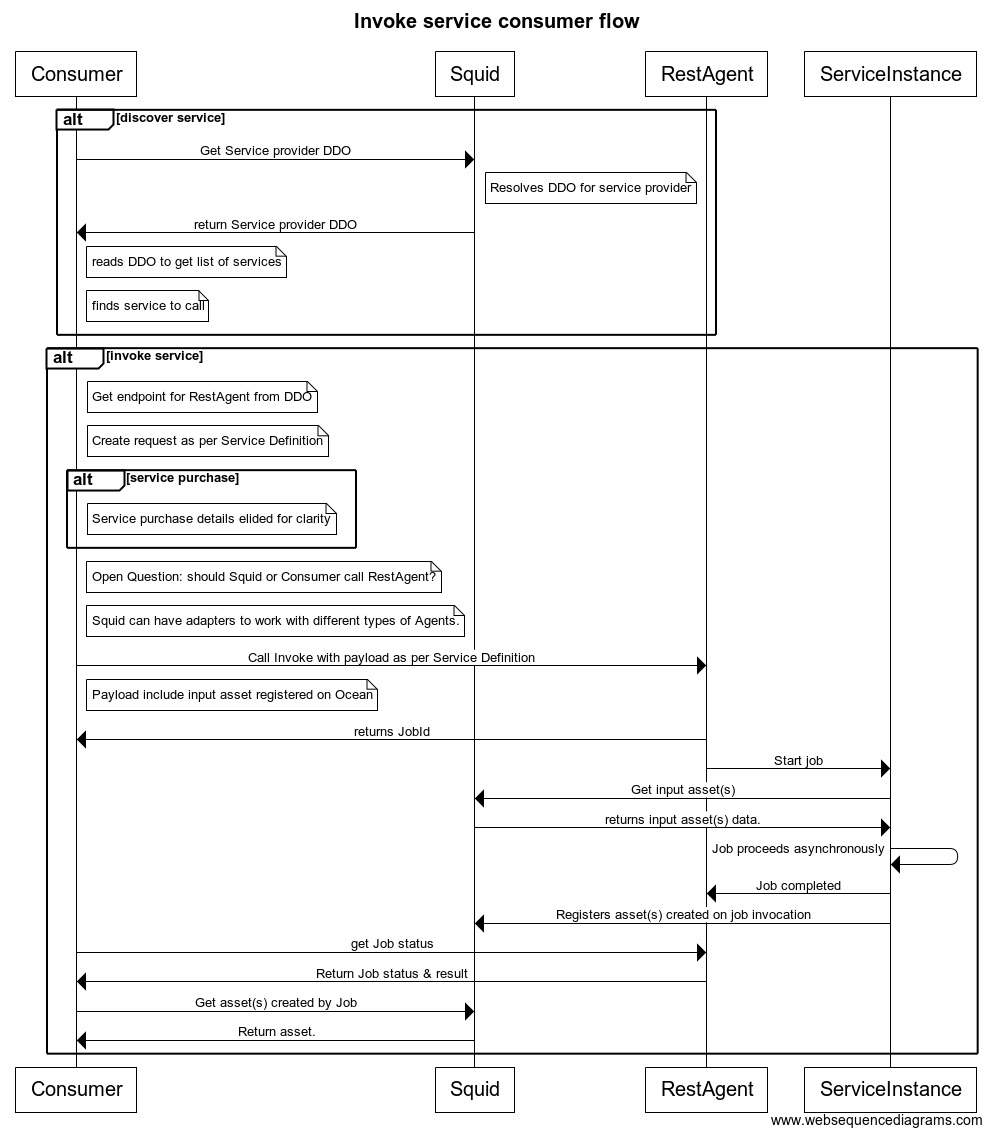 Invoke service consumer flow
Consumer
Squid
RestAgent
ServiceInstance
alt
[discover service]
Get Service provider DDO
Resolves DDO for service provider
return Service provider DDO
reads DDO to get list of services
finds service to call
alt
[invoke service]
Get endpoint for RestAgent from DDO
Create request as per Service Definition
alt
[service purchase]
Service purchase details elided for clarity
Open Question: should Squid or Consumer call RestAgent?
Squid can have adapters to work with different types of Agents.
Call Invoke with payload as per Service Definition
Payload include input asset registered on Ocean
returns JobId
Start job
Get input asset(s)
returns input asset(s) data.
Job proceeds asynchronously
Job completed
Registers asset(s) created on job invocation
get Job status
Return Job status & result
Get asset(s) created by Job
Return asset.
Consumer
Squid
RestAgent
ServiceInstance
www.websequencediagrams.com